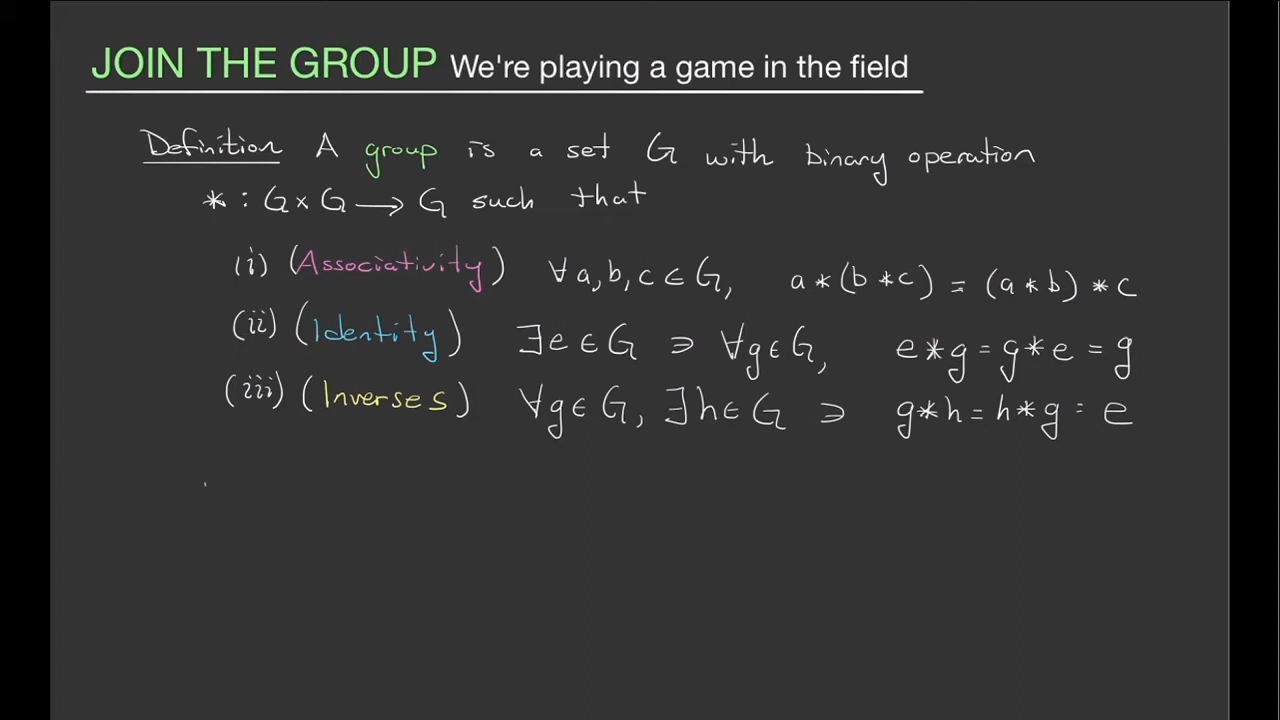 JOIN THE GROUP We're playing a game in the field
Definition A group is a set G with binary operation
* : G × G ⟶ G such that
(i) (Associativity) ∀a,b,c ∈ G, a*(b*c) = (a*b)*c
(ii) (Identity) ∃e ∈ G ∋ ∀g ∈ G, e*g = g*e = g
(iii) (Inverses) ∀g ∈ G, ∃h ∈ G ∋ g*h = h*g = e